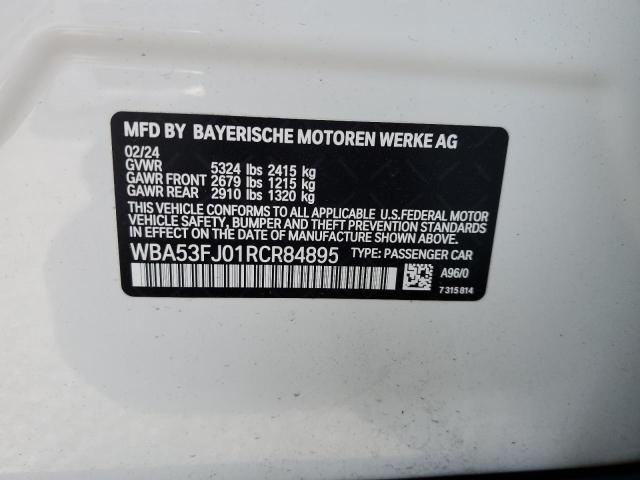 MFD BY BAYERISCHE MOTOREN WERKE AG
02/24
GVWR 5324 lbs 2415 kg
GAWR FRONT 2679 lbs 1215 kg
GAWR REAR 2910 lbs 1320 kg
THIS VEHICLE CONFORMS TO ALL APPLICABLE U.S.FEDERAL MOTOR
VEHICLE SAFETY, BUMPER AND THEFT PREVENTION STANDARDS
IN EFFECT ON THE DATE OF MANUFACTURE SHOWN ABOVE.
WBA53FJ01RCR84895 TYPE: PASSENGER CAR
A96/0
7 315 814